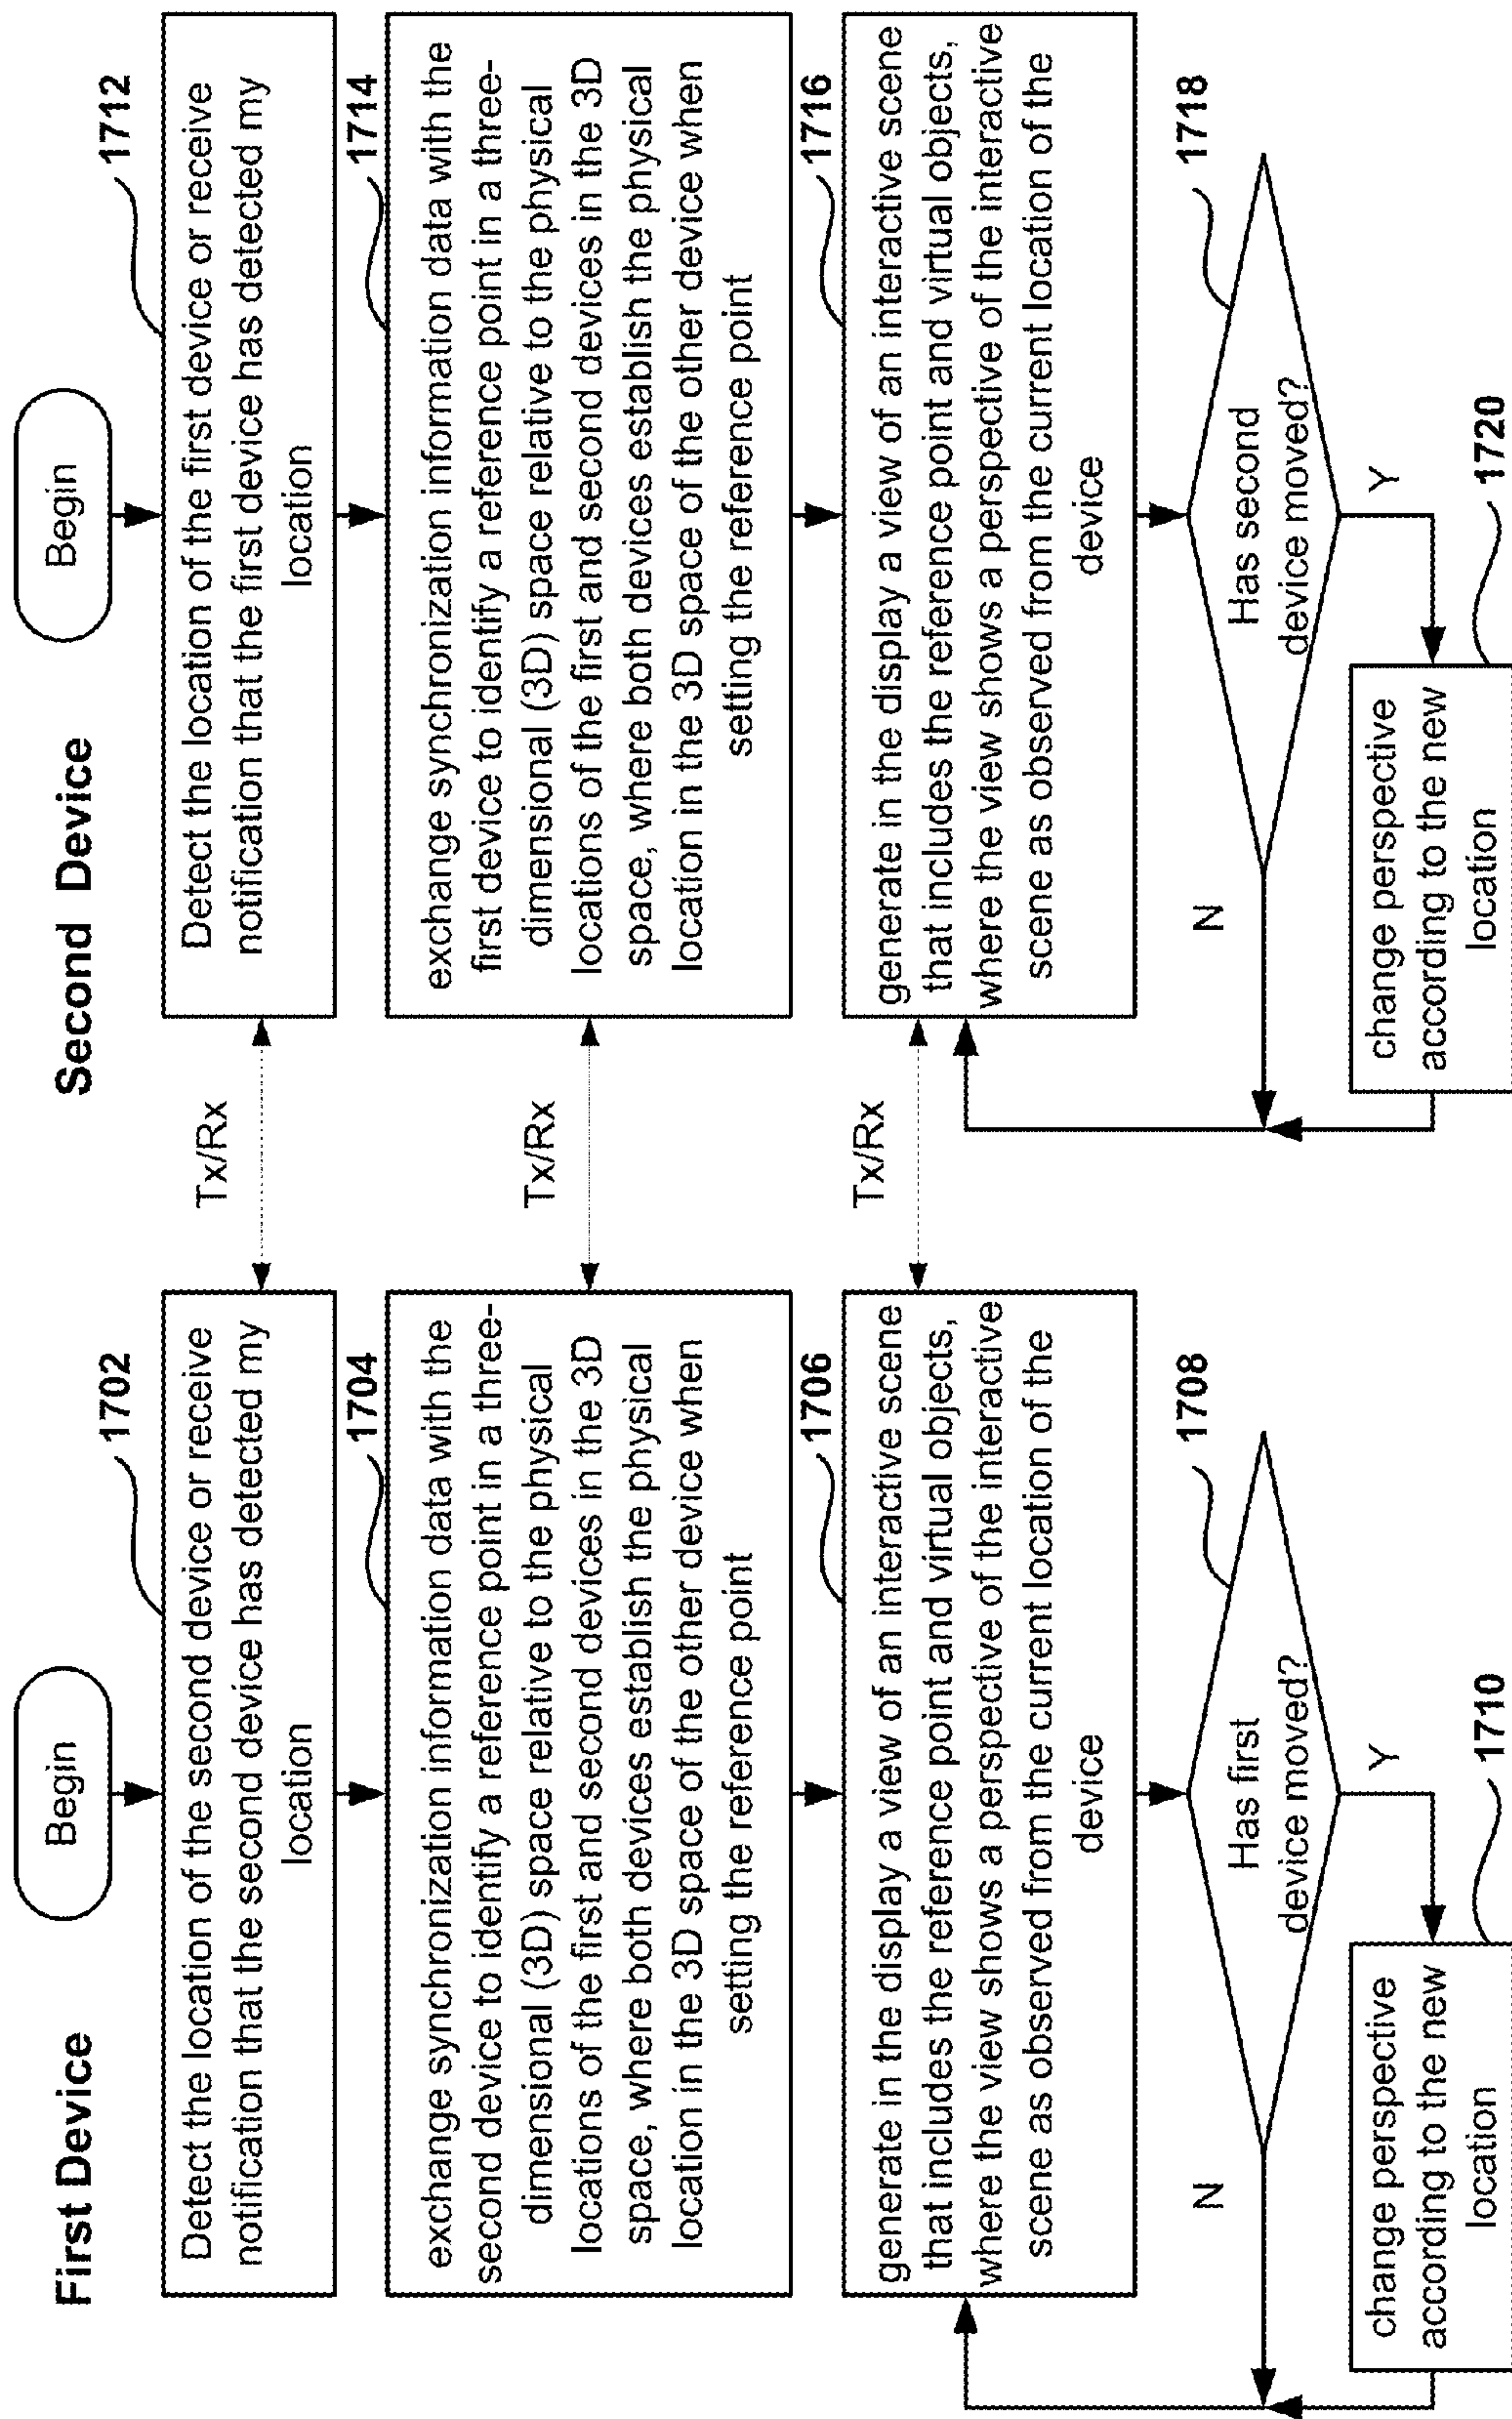 First Device
Begin
1702
Detect the location of the second device or receive
notification that the second device has detected my
location
1704
exchange synchronization information data with the
second device to identify a reference point in a three-
dimensional (3D) space relative to the physical
locations of the first and second devices in the 3D
space, where both devices establish the physical
location in the 3D space of the other device when
setting the reference point
1706
generate in the display a view of an interactive scene
that includes the reference point and virtual objects,
where the view shows a perspective of the interactive
scene as observed from the current location of the
device
1708
Has first
device moved?
N
Y
1710
change perspective
according to the new
location
Tx/Rx
Tx/Rx
Tx/Rx
Second Device
Begin
1712
Detect the location of the first device or receive
notification that the first device has detected my
location
1714
exchange synchronization information data with the
first device to identify a reference point in a three-
dimensional (3D) space relative to the physical
locations of the first and second devices in the 3D
space, where both devices establish the physical
location in the 3D space of the other device when
setting the reference point
1716
generate in the display a view of an interactive scene
that includes the reference point and virtual objects,
where the view shows a perspective of the interactive
scene as observed from the current location of the
device
1718
Has second
device moved?
N
Y
1720
change perspective
according to the new
location